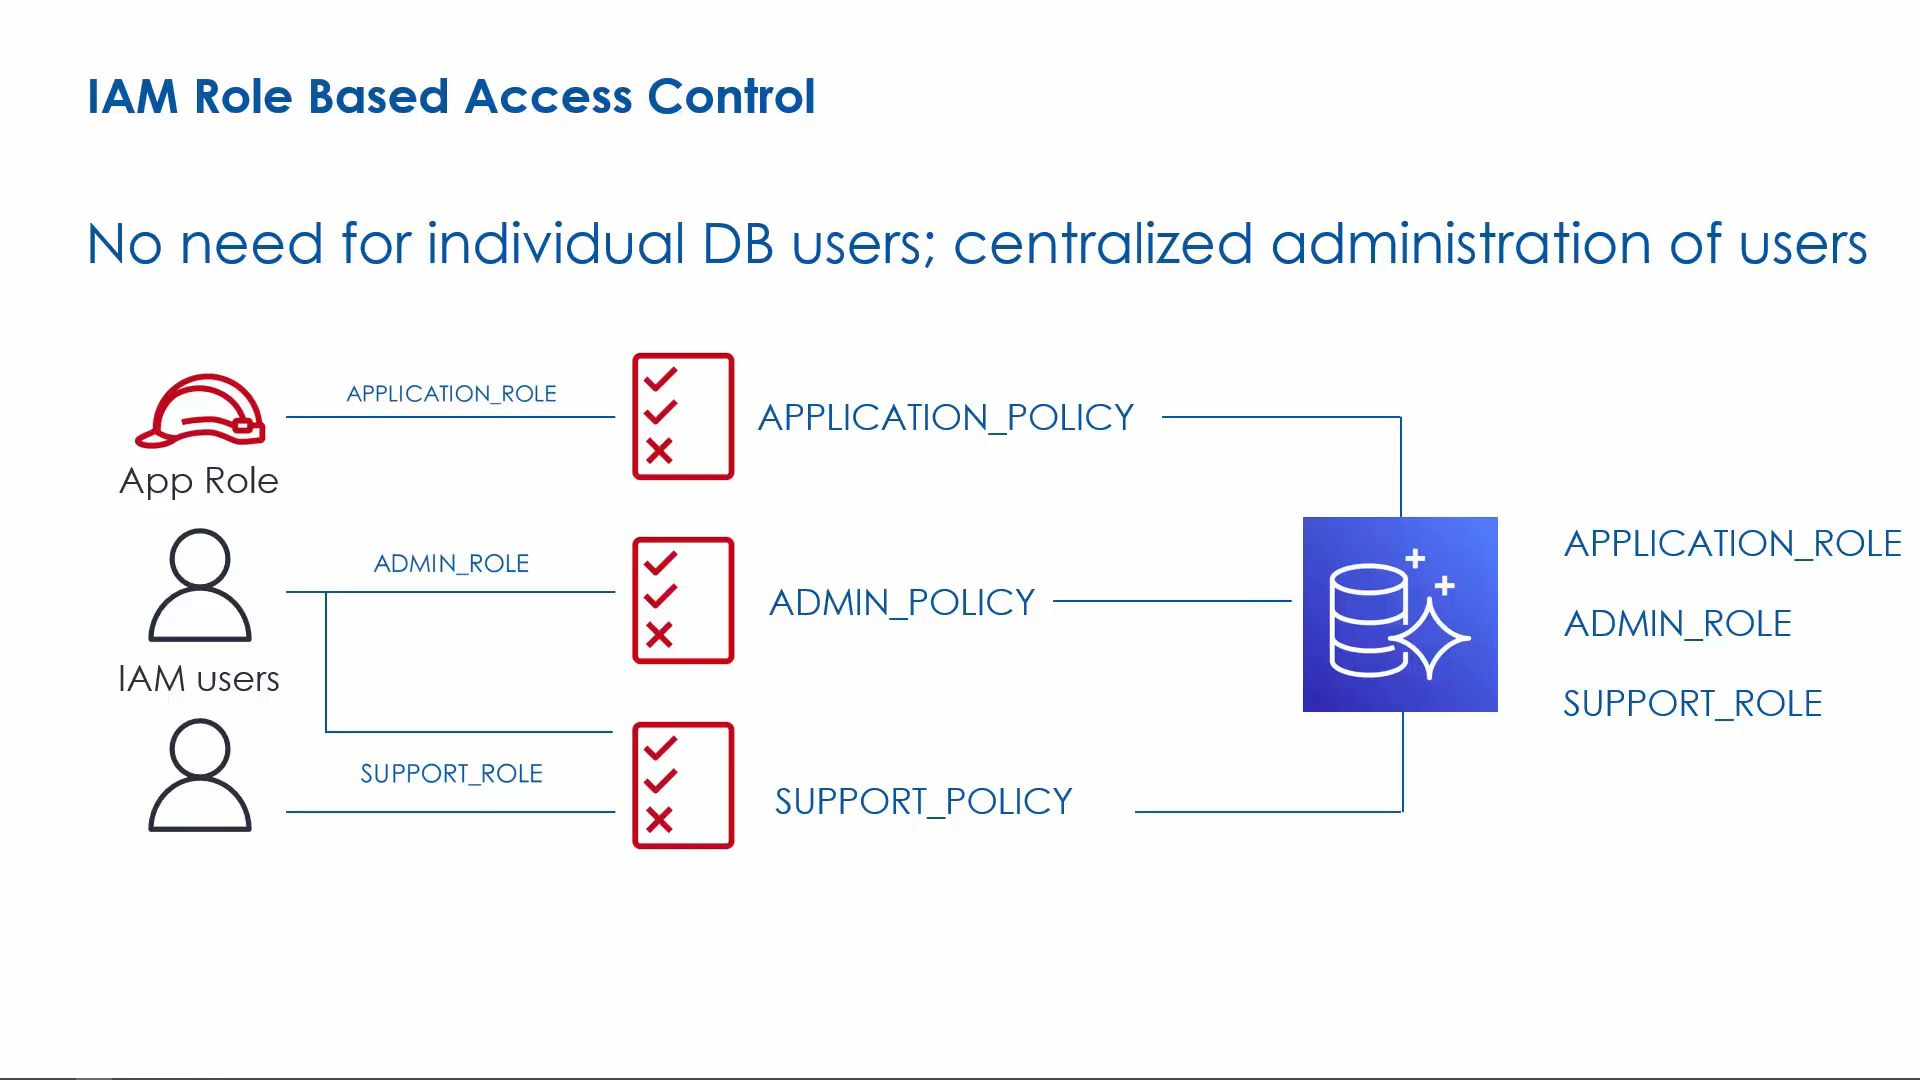 IAM Role Based Access Control
No need for individual DB users; centralized administration of users
APPLICATION_ROLE
APPLICATION_POLICY
App Role
ADMIN_ROLE
ADMIN_POLICY
IAM users
SUPPORT_ROLE
SUPPORT_POLICY
APPLICATION_ROLE
ADMIN_ROLE
SUPPORT_ROLE